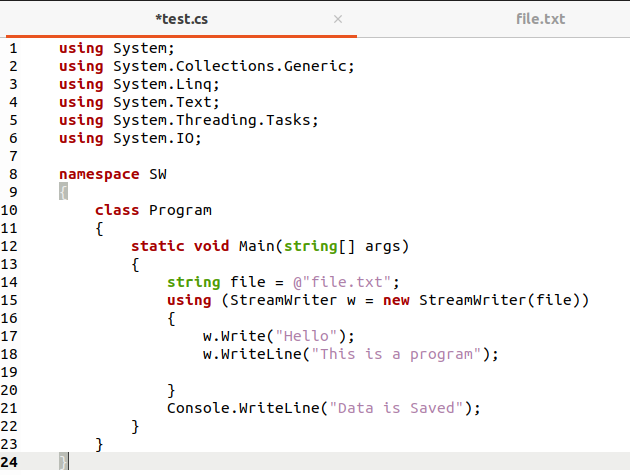 *test.cs × file.txt
1 using System;
2 using System.Collections.Generic;
3 using System.Linq;
4 using System.Text;
5 using System.Threading.Tasks;
6 using System.IO;
7
8 namespace SW
9 {
10 class Program
11 {
12 static void Main(string[] args)
13 {
14 string file = @"file.txt";
15 using (StreamWriter w = new StreamWriter(file))
16 {
17 w.Write("Hello");
18 w.WriteLine("This is a program");
19
20 }
21 Console.WriteLine("Data is Saved");
22 }
23 }
24 }